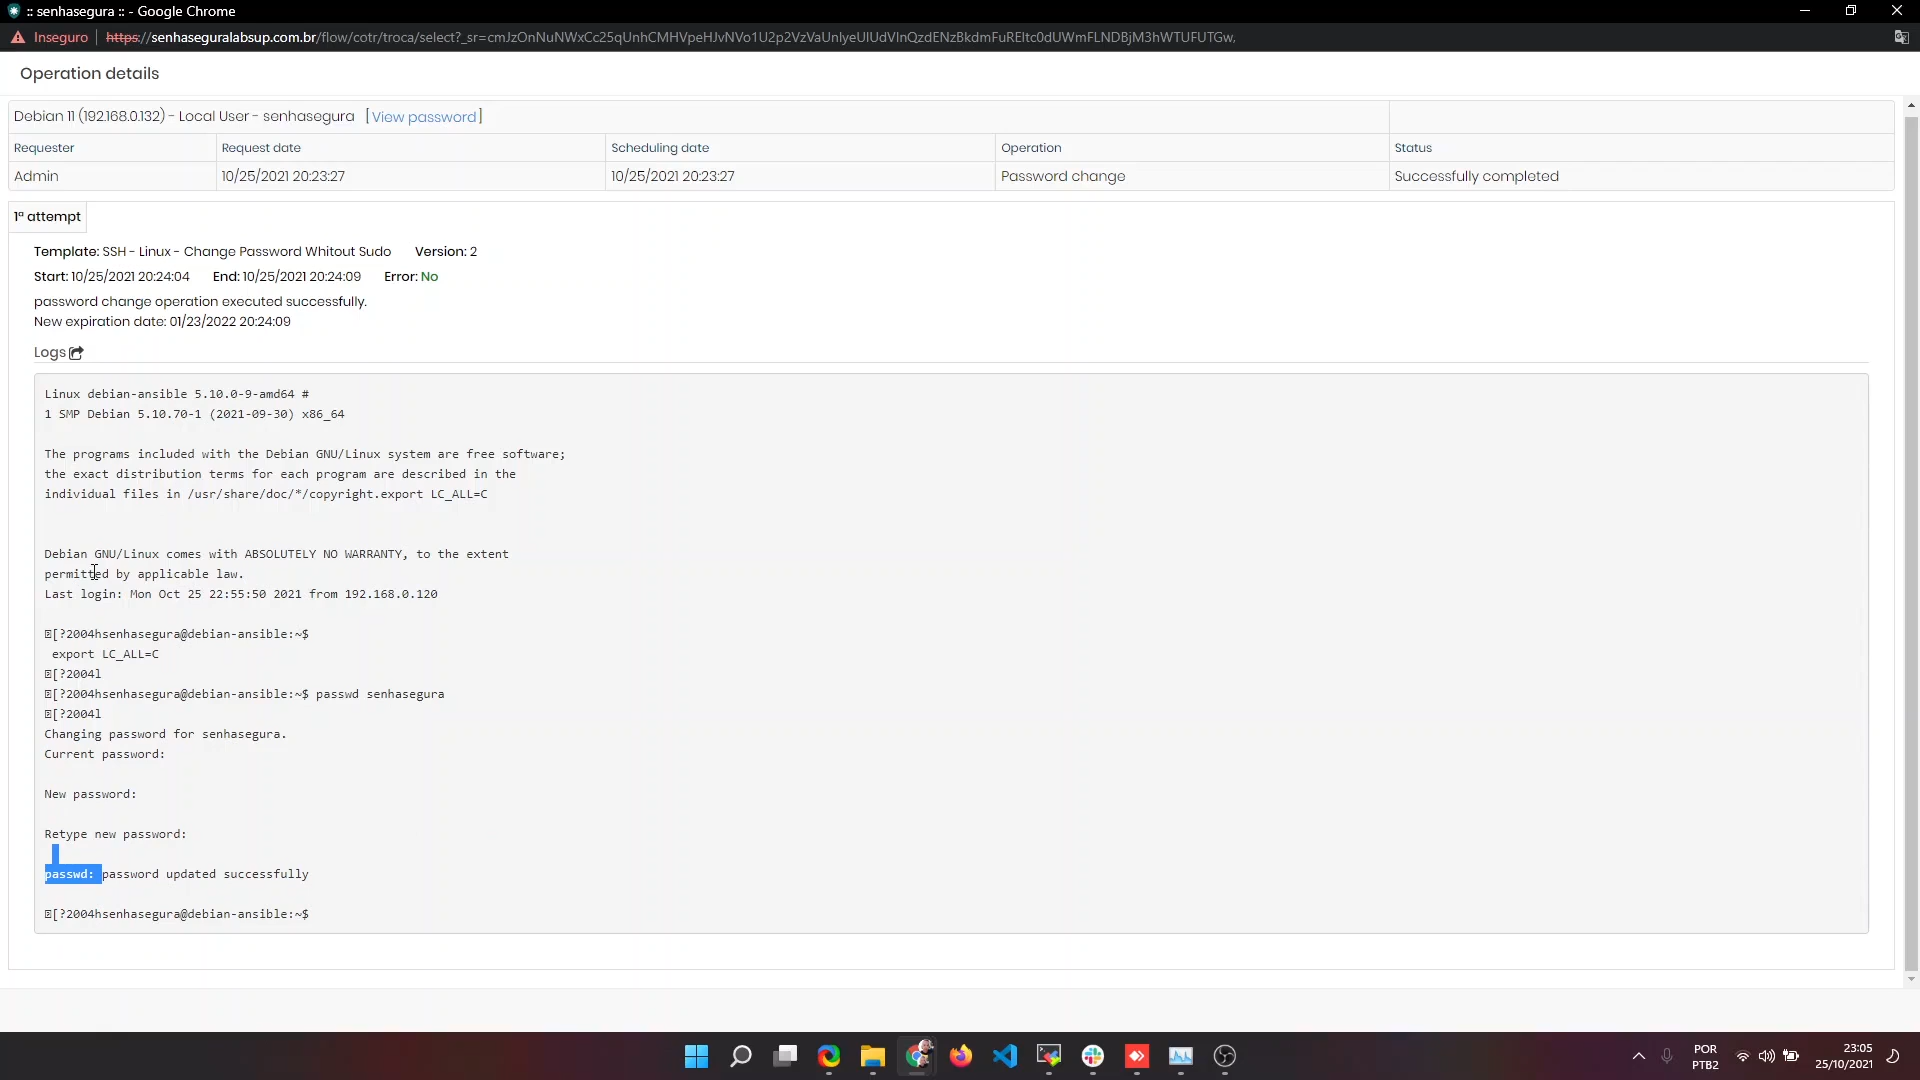 :: senhasegura :: - Google Chrome
Inseguro | https://senhaseguralabsup.com.br/flow/cotr/troca/select?_sr=
Operation details
Debian 11 (192.168.0.132) - Local User - senhasegura [View password]
Requester Request date Scheduling date Operation Status
Admin 10/25/2021 20:23:27 10/25/2021 20:23:27 Password change Successfully completed
1ª attempt
Template: SSH - Linux - Change Password Whitout Sudo Version: 2
Start: 10/25/2021 20:24:04 End: 10/25/2021 20:24:09 Error: No
password change operation executed successfully.
New expiration date: 01/23/2022 20:24:09
Logs
Linux debian-ansible 5.10.0-9-amd64 #
1 SMP Debian 5.10.70-1 (2021-09-30) x86_64
The programs included with the Debian GNU/Linux system are free software;
the exact distribution terms for each program are described in the
individual files in /usr/share/doc/*/copyright.export LC_ALL=C
Debian GNU/Linux comes with ABSOLUTELY NO WARRANTY, to the extent
permitted by applicable law.
Last login: Mon Oct 25 22:55:50 2021 from 192.168.0.120
[?2004hsenhasegura@debian-ansible:~$
export LC_ALL=C
[?2004l
[?2004hsenhasegura@debian-ansible:~$ passwd senhasegura
[?2004l
Changing password for senhasegura.
Current password:
New password:
Retype new password:
passwd: password updated successfully
[?2004hsenhasegura@debian-ansible:~$
POR
PTB2
23:05
25/10/2021